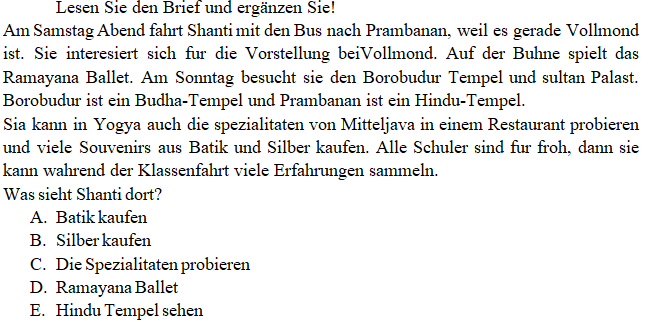 Lesen Sie den Brief und ergänzen Sie!
Am Samstag Abend fahrt Shanti mit den Bus nach Prambanan, weil es gerade Vollmond
ist. Sie interesiert sich fur die Vorstellung beiVollmond. Auf der Buhne spielt das
Ramayana Ballet. Am Sonntag besucht sie den Borobudur Tempel und sultan Palast.
Borobudur ist ein Budha-Tempel und Prambanan ist ein Hindu-Tempel.
Sia kann in Yogya auch die spezialitaten von Mitteljava in einem Restaurant probieren
und viele Souvenirs aus Batik und Silber kaufen. Alle Schuler sind fur froh, dann sie
kann wahrend der Klassenfahrt viele Erfahrungen sammeln.
Was sieht Shanti dort?
A. Batik kaufen
B. Silber kaufen
C. Die Spezialitaten probieren
D. Ramayana Ballet
E. Hindu Tempel sehen